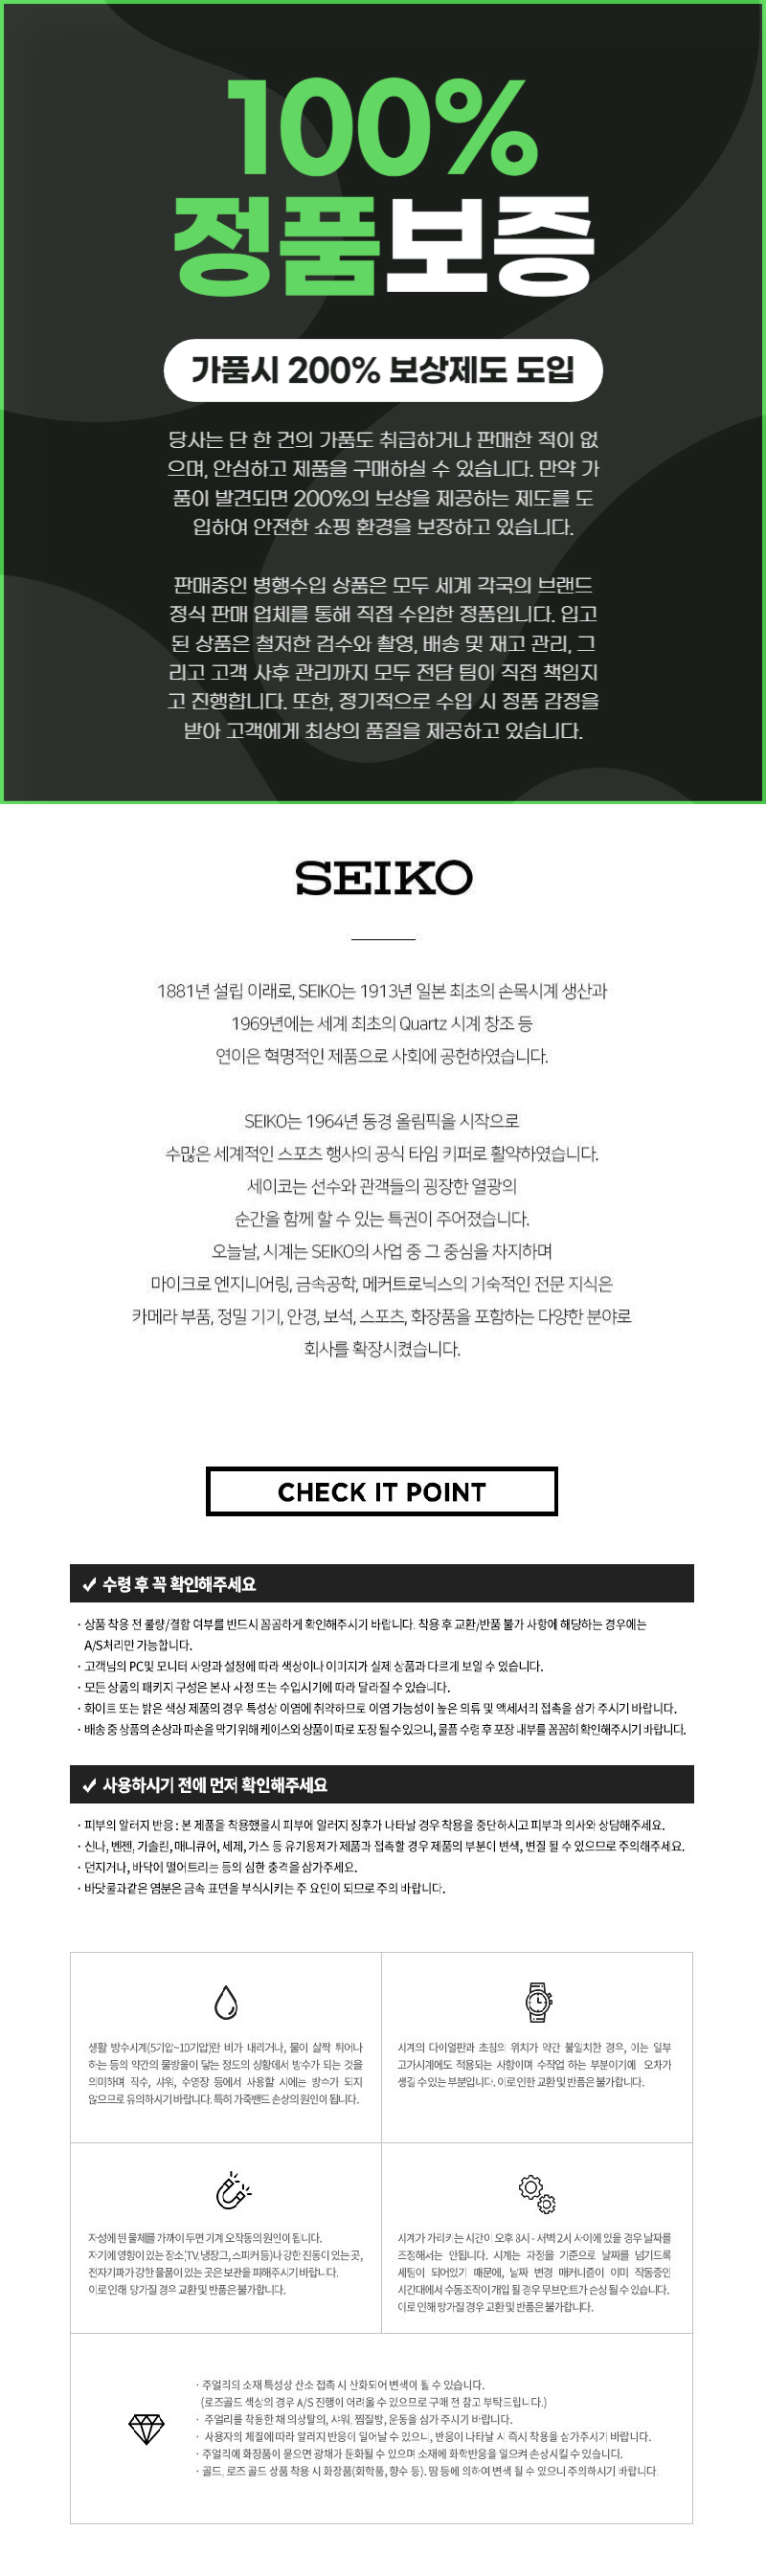 100%
정품보증
가품시 200% 보상제도 도입
당사는 단 한 건의 가품도 취급하거나 판매한 적이 없
으며, 안심하고 제품을 구매하실 수 있습니다. 만약 가
품이 발견되면 200%의 보상을 제공하는 제도를 도
입하여 안전한 쇼핑 환경을 보장하고 있습니다.
판매중인 병행수입 상품은 모두 세계 각국의 브랜드
정식 판매 업체를 통해 직접 수입한 정품입니다. 입고
된 상품은 철저한 검수와 촬영, 배송 및 재고 관리, 그
리고 고객 사후 관리까지 모두 전담 팀이 직접 책임지
고 진행합니다. 또한, 정기적으로 수입 시 정품 감정을
받아 고객에게 최상의 품질을 제공하고 있습니다.
SEIKO
1881년 설립 이래로, SEIKO는 1913년 일본 최초의 손목시계 생산과
1969년에는 세계 최초의 Quartz 시계 창조 등
연이은 혁명적인 제품으로 사회에 공헌하였습니다.
SEIKO는 1964년 동경 올림픽을 시작으로
수많은 세계적인 스포츠 행사의 공식 타임 키퍼로 활약하였습니다.
세이코는 선수와 관객들의 굉장한 열광의
순간을 함께 할 수 있는 특권이 주어졌습니다.
오늘날, 시계는 SEIKO의 사업 중 그 중심을 차지하며
마이크로 엔지니어링, 금속공학, 메커트로닉스의 기숙적인 전문 지식은
카메라 부품, 정밀 기기, 안경, 보석, 스포츠, 화장품을 포함하는 다양한 분야로
회사를 확장시켰습니다.
CHECK IT POINT
✓ 수령 후 꼭 확인해주세요
· 상품 착용 전 불량/결함 여부를 반드시 꼼꼼하게 확인해주시기 바랍니다. 착용 후 교환/반품 불가 사항에 해당하는 경우에는
A/S처리만 가능합니다.
· 고객님의 PC및 모니터 사양과 설정에 따라 색상이나 이미지가 실제 상품과 다르게 보일 수 있습니다.
· 모든 상품의 패키지 구성은 본사 사정 또는 수입시기에 따라 달라질 수 있습니다.
· 화이트 또는 밝은 색상 제품의 경우 특성상 이염에 취약하므로 이염 가능성이 높은 의류 및 액세서리 접촉을 삼가 주시기 바랍니다.
· 배송 중 상품의 손상과 파손을 막기 위해 케이스와 상품이 따로 포장 될 수 있으니, 물품 수령 후 포장 내부를 꼼꼼히 확인해주시기 바랍니다.
✓ 사용하시기 전에 먼저 확인해주세요
· 피부의 알러지 반응 : 본 제품을 착용했을시 피부에 알러지 징후가 나타날 경우 착용을 중단하시고 피부과 의사와 상담해주세요.
· 신나, 벤젠, 기솔린, 매니큐어, 세제, 가스 등 유기용제가 제품과 접촉할 경우 제품의 부분이 변색, 변질 될 수 있으므로 주의해주세요.
· 던지거나, 바닥에 떨어트리는 등의 심한 충격을 삼가주세요.
· 바닷물과같은 염분은 금속 표면을 부식시키는 주 요인이 되므로 주의 바랍니다.
생활 방수시계(5기압~10기압)란 비가 내리거나, 물이 살짝 튀어나
하는 등의 약간의 물방울이 닿는 정도의 상황에서 방수가 되는 것을
의미하며 직수, 샤워, 수영장 등에서 사용할 시에는 방수가 되지
않으므로 유의하시기 바랍니다. 특히 가죽밴드 손상의 원인이 됩니다.
시계의 다이얼판과 초침의 위치가 약간 불일치한 경우, 이는 일부
고가시계에도 적용되는 사항이며 수작업 하는 부분이기에 오차가
생길 수 있는 부분입니다. 이로 인한 교환 및 반품은 불가합니다.
자성에 띈 물체를 가까이 두면 기계 오작동의 원인이 됩니다.
자기에 영향이 있는 장소,'TV, 냉장고, 스피커 등)나 강한 진동이 있는 곳,
전자기파가 강한 물품이 있는 곳은 보관을 피해주시기 바랍니다.
이로 인해 망가질 경우 교환 및 반품은 불가합니다.
시계가 가리키는 시간이 오후 8시 - 새벽 2시 사이에 있을 경우 날짜를
조정해서는 안됩니다. 시계는 자정을 기준으로 날짜를 넘기도록
세팅이 되어있기 때문에, 날짜 변경 매커니즘이 이미 작동중인
시간대에서 수동조작이 개입 될 경우 무브먼트가 손상 될 수 있습니다.
이로 인해 망가질 경우 교환 및 반품은 불가합니다.
· 주얼리의 소재 특성상 산소 접촉 시 산화되어 변색이 될 수 있습니다.
(로즈골드 색상의 경우 A/S 진행이 어려울 수 있으므로 구매 전 참고 부탁드립니다.)
· 주얼리를 착용한 채 의상탈의, 샤워, 찜질방, 운동을 삼가 주시기 바랍니다.
· 사용자의 체질에 따라 알러지 반응이 일어날 수 있으니, 반응이 나타날 시 즉시 착용을 삼가주시기 바랍니다.
· 주얼리에 화장품이 묻으면 광채가 둔화될 수 있으며 소재에 화학반응을 일으켜 손상시킬 수 있습니다.
· 골드, 로즈 골드 상품 착용 시 화장품(화학품, 향수 등), 땀 등에 의하여 변색 될 수 있으니 주의하시기 바랍니다.